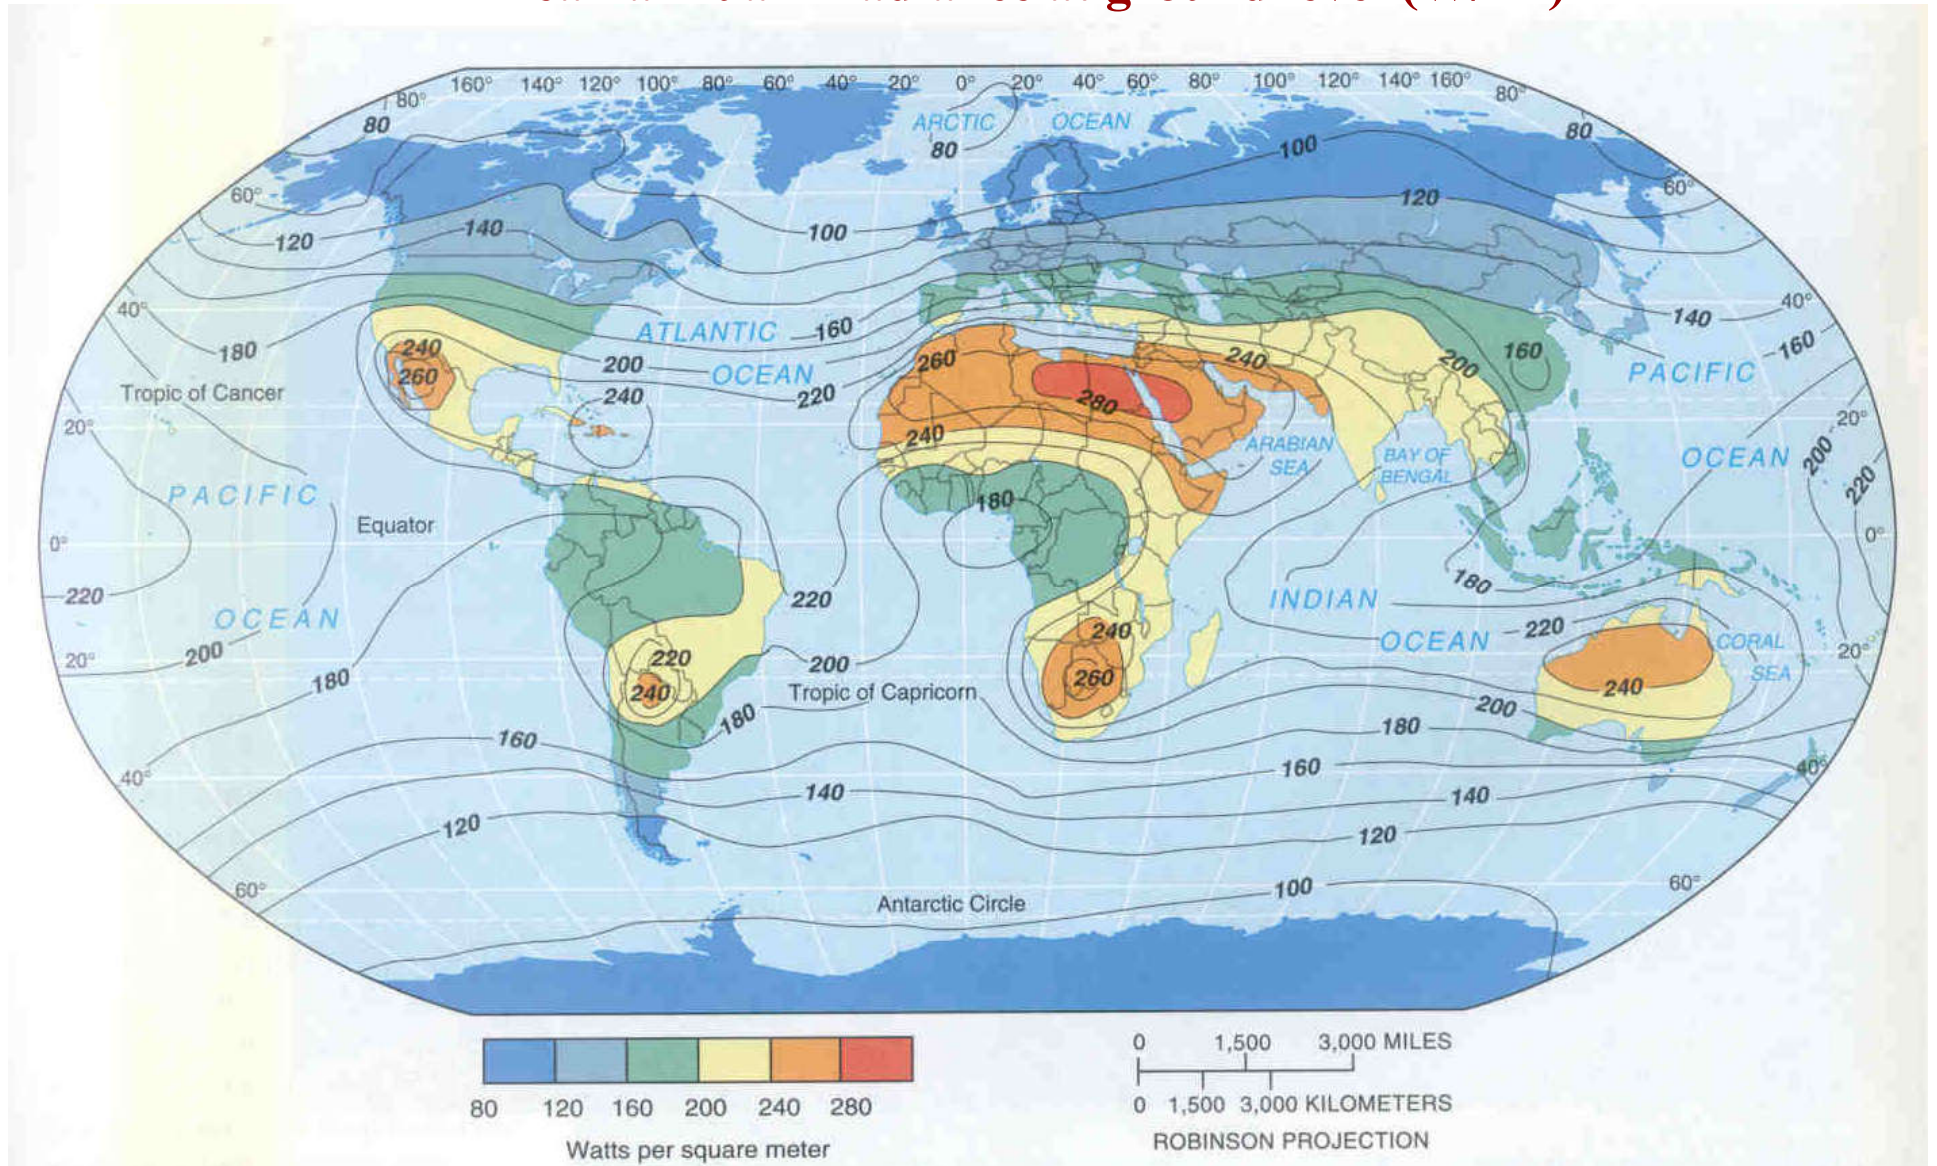 160° 140° 120° 100° 80° 60° 40° 20° 0° 20° 40° 60° 80° 100° 120° 140° 160°
80° 80°
80 ARCTIC OCEAN 80
80 100
60° 60°
120
120 140 100
40° 40°
180 ATLANTIC 160 140
160
240 200 OCEAN 260 240 200 160 PACIFIC
260
Tropic of Cancer 240 220 280
20° 20°
240 ARABIAN SEA
BAY OF BENGAL
OCEAN 200
PACIFIC 180 220
Equator
0° 0°
180
220 220 INDIAN
OCEAN 240 OCEAN 220 CORAL SEA
20° 200 220 200 20°
180 240 Tropic of Capricorn 260 240
180 200
160 180
40° 160 40°
140 140
120 120
60° 100 60°
Antarctic Circle
80 120 160 200 240 280
Watts per square meter
0 1,500 3,000 MILES
0 1,500 3,000 KILOMETERS
ROBINSON PROJECTION